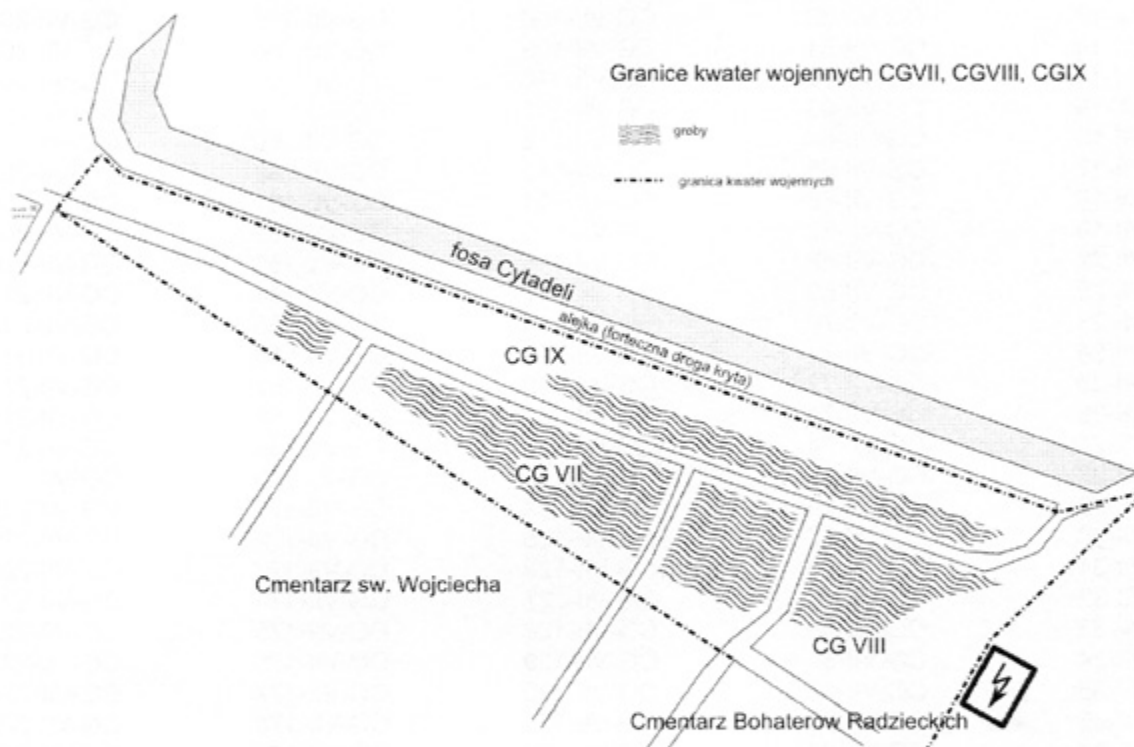 Granice kwater wojennych CGVII, CGVIII, CGIX
groby
granica kwater wojennych
fosa Cytadeli
alejka (forteczna droga kryta)
CG IX
CG VII
Cmentarz sw. Wojciecha
CG VIII
Cmentarz Bohaterow Radzieckich